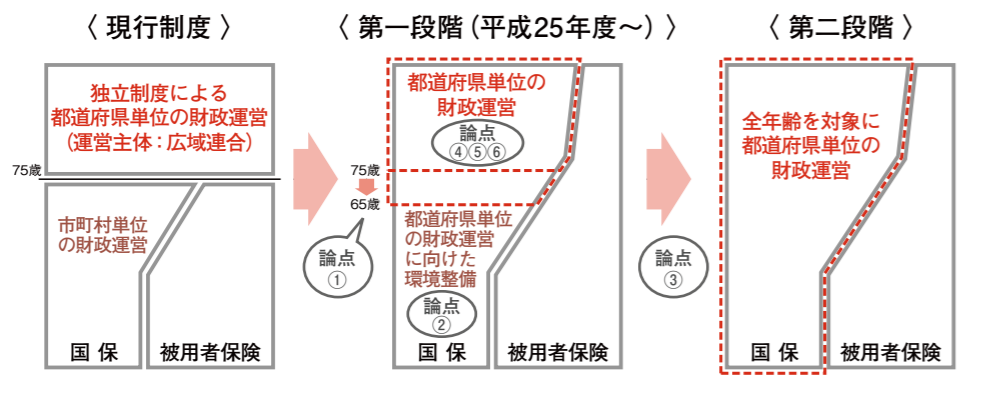 〈 現行制度 〉
独立制度による
都道府県単位の財政運営
（運営主体：広域連合）
75歳
市町村単位
の財政運営
国 保
被用者保険
〈 第一段階（平成25年度〜）〉
都道府県単位の
財政運営
論点
④⑤⑥
75歳
65歳
論点
①
都道府県単位
の財政運営
に向けた
環境整備
論点
②
国 保
被用者保険
〈 第二段階 〉
論点
③
全年齢を対象に
都道府県単位の
財政運営
国 保
被用者保険